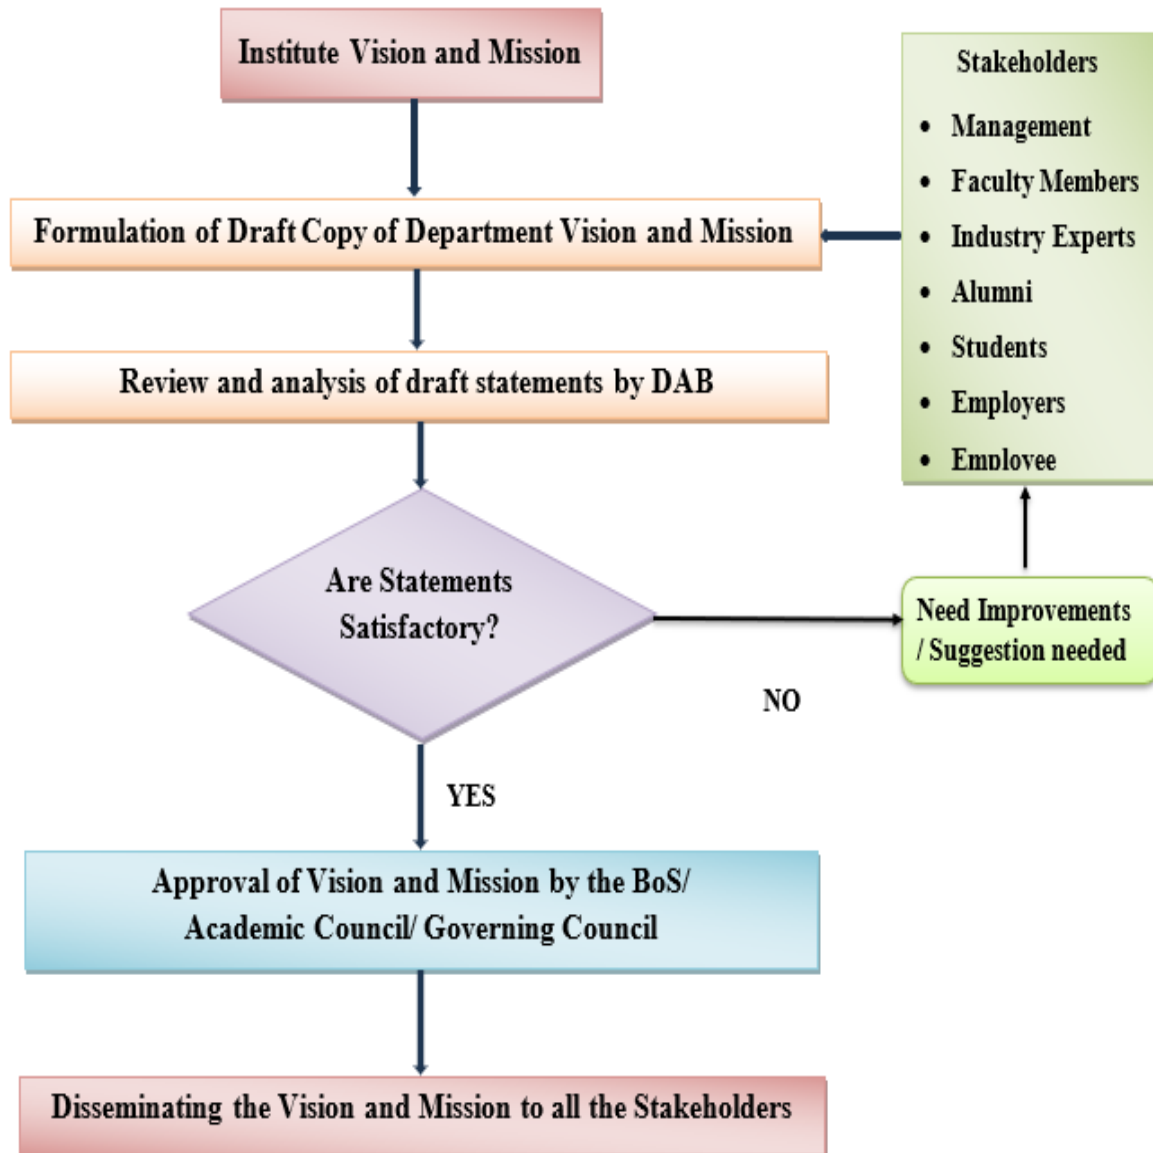 Institute Vision and Mission
Stakeholders
• Management
• Faculty Members
• Industry Experts
• Alumni
• Students
• Employers
• Employee
Formulation of Draft Copy of Department Vision and Mission
Review and analysis of draft statements by DAB
Are Statements
Satisfactory?
Need Improvements
/ Suggestion needed
NO
YES
Approval of Vision and Mission by the BoS/
Academic Council/ Governing Council
Disseminating the Vision and Mission to all the Stakeholders